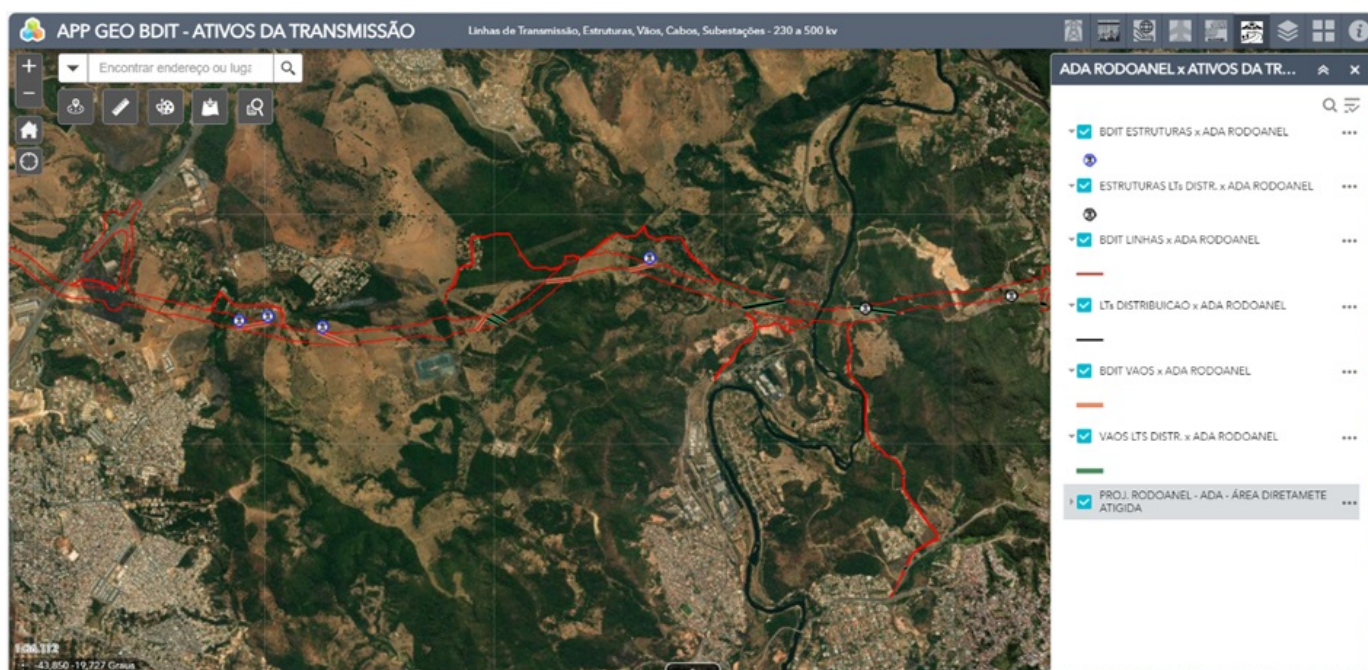 APP GEO BDIT - ATIVOS DA TRANSMISSÃO
Linhas de Transmissão, Estruturas, Vãos, Cabos, Subestações - 230 a 500 kv
Encontrar endereço ou luga
ADA RODOANEL x ATIVOS DA TR...
BDIT ESTRUTURAS x ADA RODOANEL
ESTRUTURAS LTs DISTR. x ADA RODOANEL
BDIT LINHAS x ADA RODOANEL
LTs DISTRIBUICAO x ADA RODOANEL
BDIT VAOS x ADA RODOANEL
VAOS LTS DISTR. x ADA RODOANEL
PROJ. RODOANEL - ADA - ÁREA DIRETAMETE
ATIGIDA
-43,850 -19,727 Graus